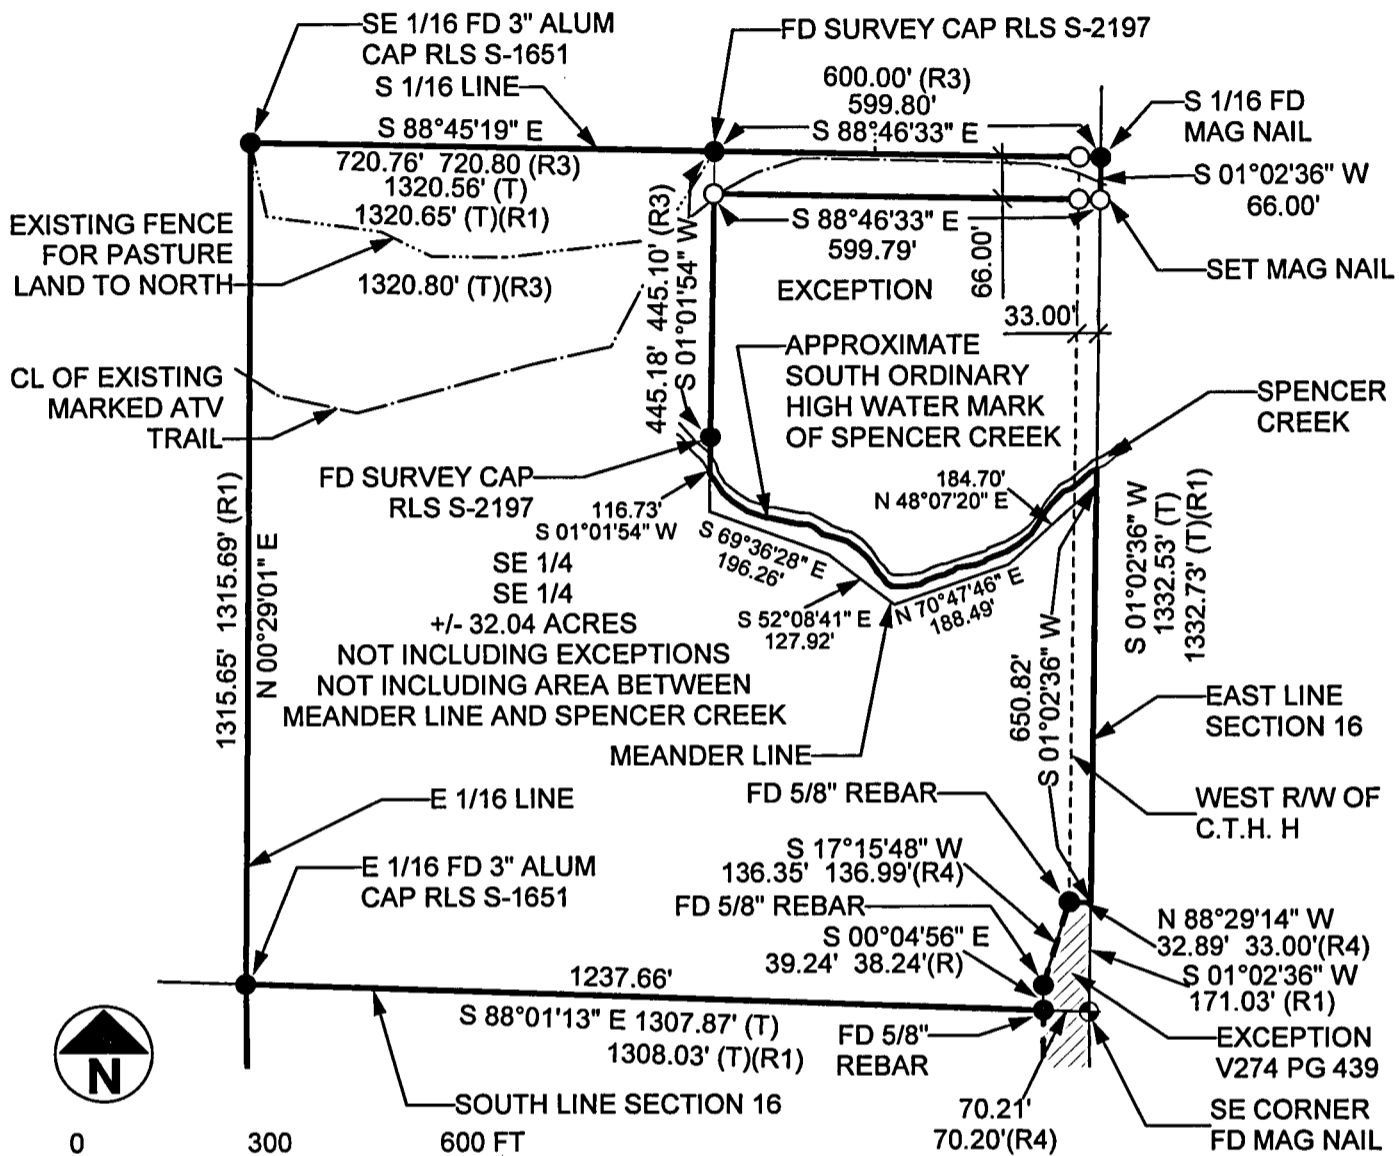 SE 1/16 FD 3" ALUM
CAP RLS S-1651
S 1/16 LINE
FD SURVEY CAP RLS S-2197
600.00' (R3)
599.80'
S 88°46'33" E
S 1/16 FD
MAG NAIL
S 88°45'19" E
720.76' 720.80 (R3)
1320.56' (T)
1320.65' (T)(R1)
1320.80' (T)(R3)
S 01°02'36" W
66.00'
EXISTING FENCE
FOR PASTURE
LAND TO NORTH
445.18' 445.10' (R3)
S 01°01'54" W
S 88°46'33" E
599.79'
66.00'
SET MAG NAIL
EXCEPTION
33.00'
CL OF EXISTING
MARKED ATV
TRAIL
APPROXIMATE
SOUTH ORDINARY
HIGH WATER MARK
OF SPENCER CREEK
SPENCER
CREEK
FD SURVEY CAP
RLS S-2197
116.73'
S 01°01'54" W
184.70'
N 48°07'20" E
S 69°36'28" E
196.26'
S 52°08'41" E
127.92'
N 70°47'46" E
188.49'
1315.65' 1315.69' (R1)
N 00°29'01" E
SE 1/4
SE 1/4
+/- 32.04 ACRES
NOT INCLUDING EXCEPTIONS
NOT INCLUDING AREA BETWEEN
MEANDER LINE AND SPENCER CREEK
S 01°02'36" W
1332.53' (T)
1332.73' (T)(R1)
650.82'
S 01°02'36" W
MEANDER LINE
EAST LINE
SECTION 16
E 1/16 LINE
FD 5/8" REBAR
WEST R/W OF
C.T.H. H
E 1/16 FD 3" ALUM
CAP RLS S-1651
S 17°15'48" W
136.35' 136.99'(R4)
FD 5/8" REBAR
S 00°04'56" E
39.24' 38.24'(R)
N 88°29'14" W
32.89' 33.00'(R4)
S 01°02'36" W
171.03' (R1)
1237.66'
S 88°01'13" E 1307.87' (T)
1308.03' (T)(R1)
FD 5/8"
REBAR
EXCEPTION
V274 PG 439
N
SOUTH LINE SECTION 16
70.21'
70.20'(R4)
SE CORNER
FD MAG NAIL
0 300 600 FT